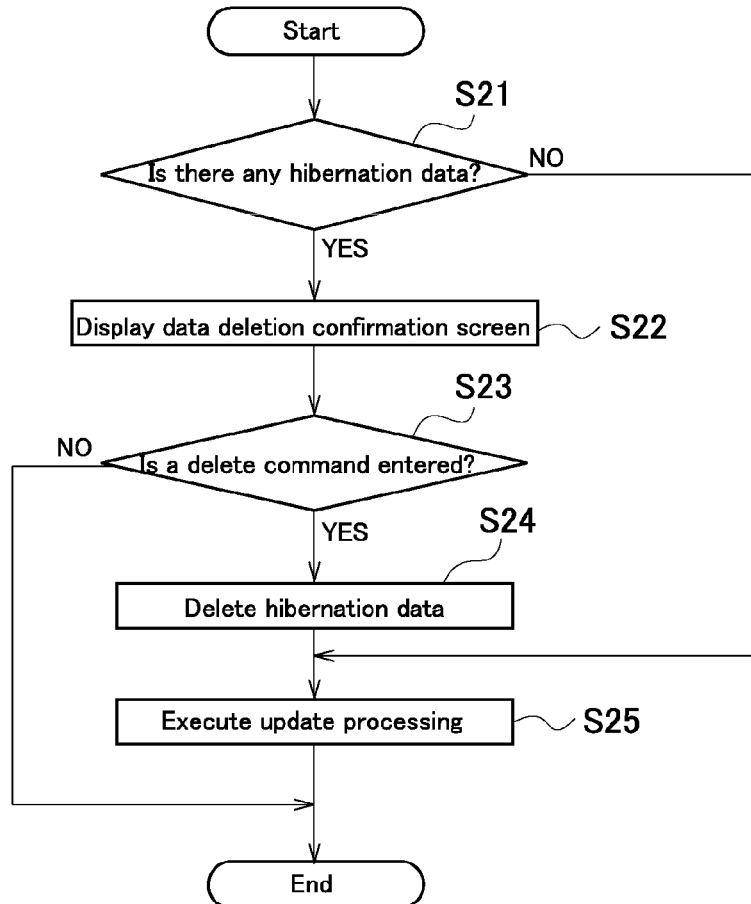 Start
S21
Is there any hibernation data?
NO
YES
Display data deletion confirmation screen
S22
S23
NO
Is a delete command entered?
YES
S24
Delete hibernation data
Execute update processing
S25
End